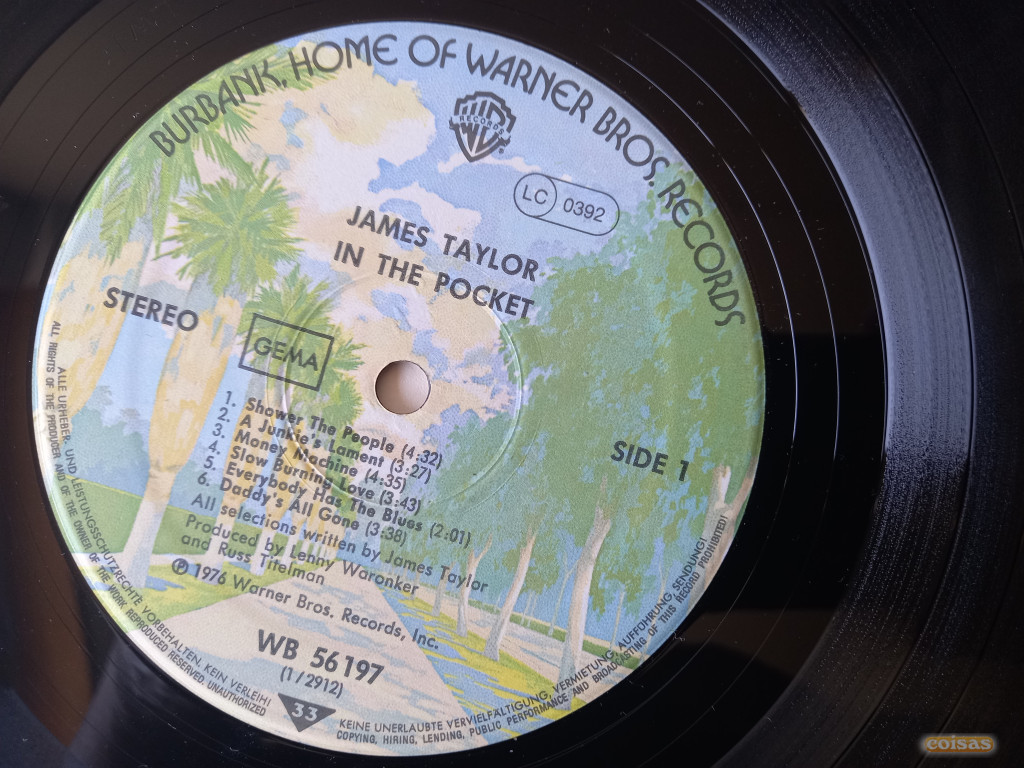 BURBANK, HOME OF WARNER BROS. RECORDS
WB
RECORDS
LC 0392
JAMES TAYLOR
IN THE POCKET
STEREO
GEMA
1. Shower The People (4:32)
2. A Junkie's Lament (3:27)
3. Money Machine (4:35)
4. Slow Burning Love (3:43)
5. Everybody Has The Blues (2:01)
6. Daddy's All Gone (3:38)
All selections written by James Taylor
Produced by Lenny Waronker
and Russ Titelman
℗ 1976 Warner Bros. Records, Inc.
SIDE 1
WB 56197
(1/2912)
33
ALLE URHEBER- UND LEISTUNGSSCHUTZRECHTE VORBEHALTEN. KEIN VERLEIH! KEINE UNERLAUBTE VERVIELFÄLTIGUNG, VERMIETUNG, AUFFÜHRUNG, SENDUNG!
ALL RIGHTS OF THE PRODUCER AND OF THE OWNER OF THE WORK REPRODUCED RESERVED. UNAUTHORIZED COPYING, HIRING, LENDING, PUBLIC PERFORMANCE AND BROADCASTING OF THIS RECORD PROHIBITED!
coisas